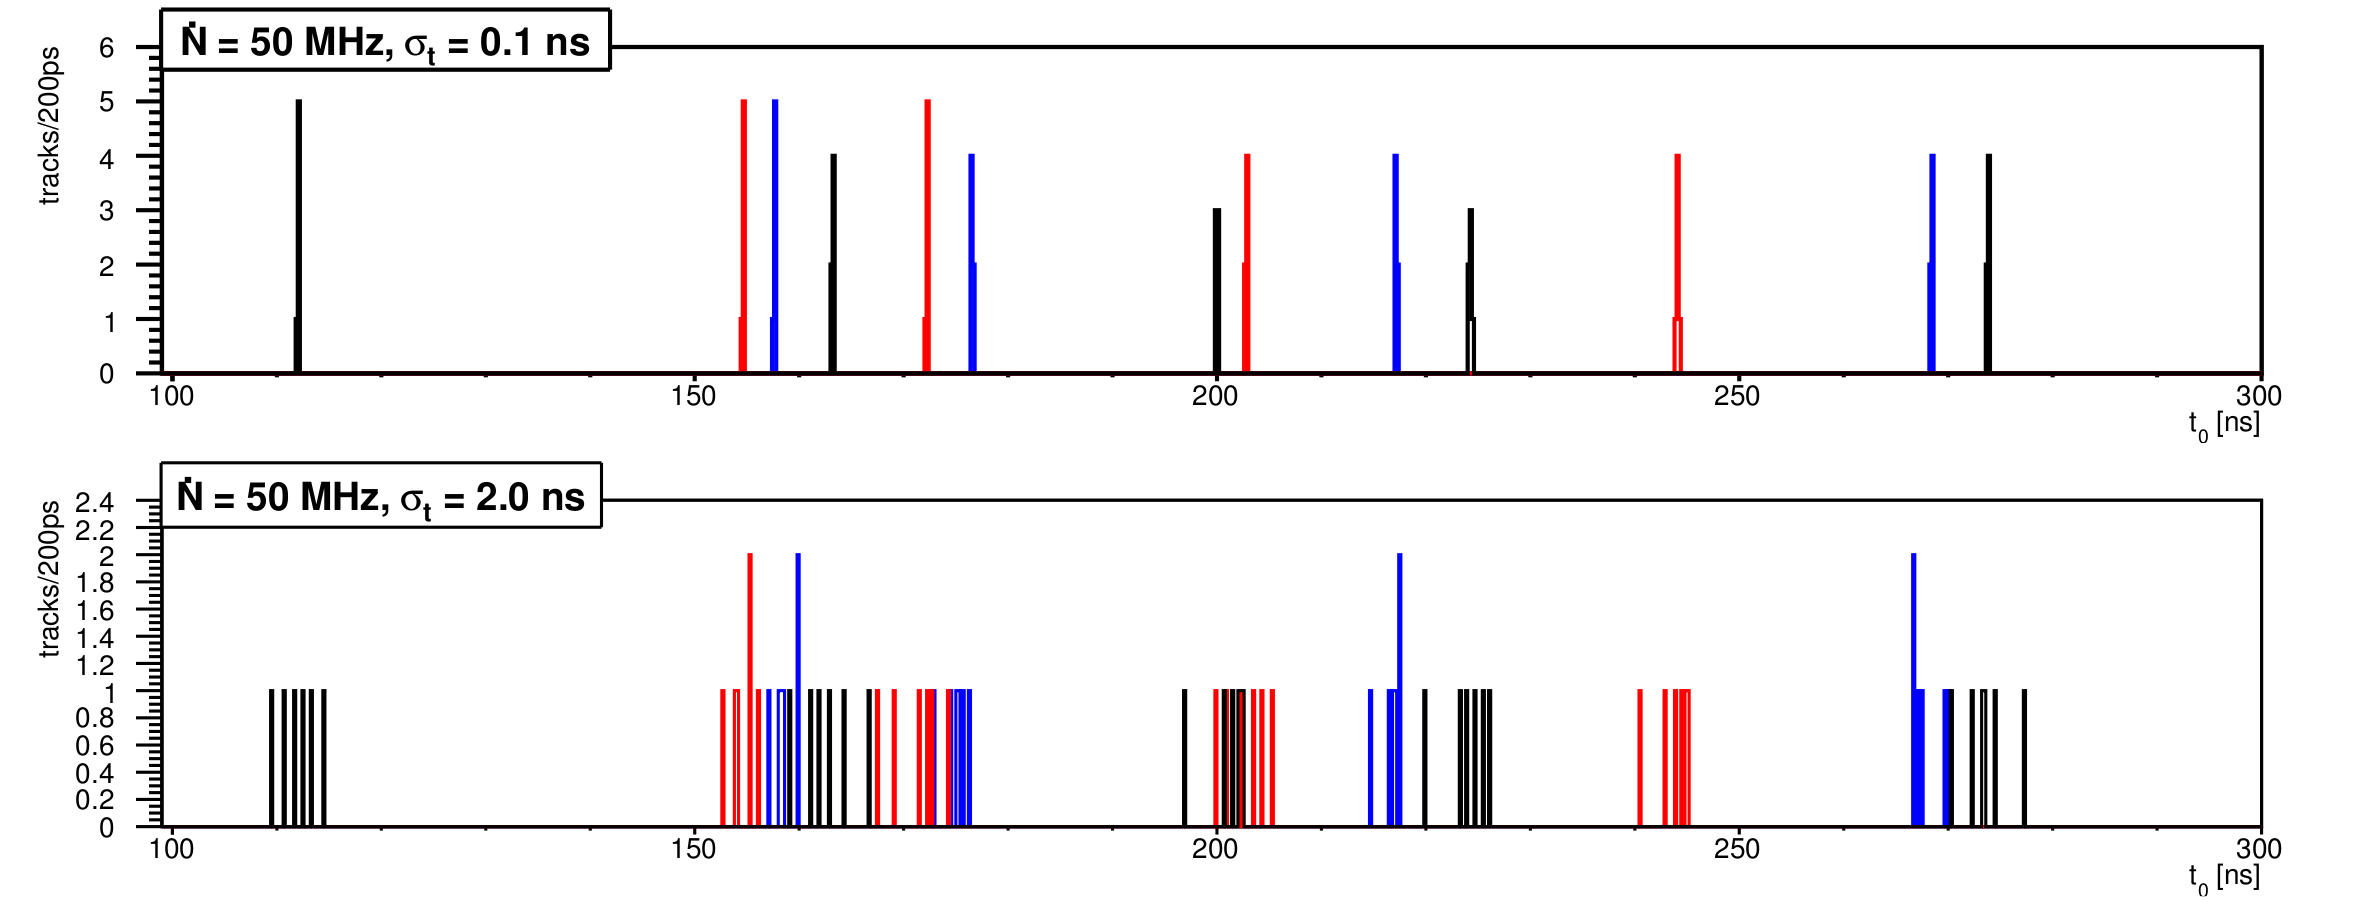 Ṅ = 50 MHz, σt = 0.1 ns
tracks/200ps
6
5
4
3
2
1
0
100 150 200 250 300
t0 [ns]
Ṅ = 50 MHz, σt = 2.0 ns
tracks/200ps
2.4
2.2
2
1.8
1.6
1.4
1.2
1
0.8
0.6
0.4
0.2
0
100 150 200 250 300
t0 [ns]